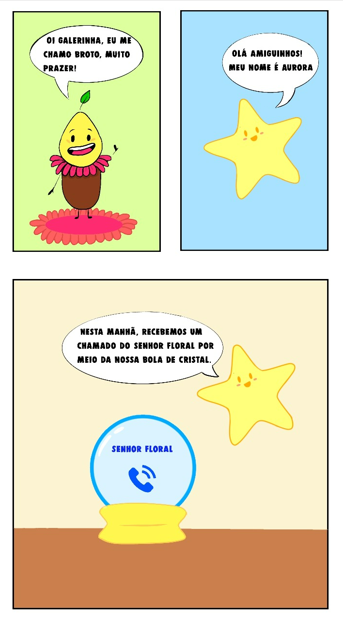 OI GALERINHA, EU ME
CHAMO BROTO, MUITO
PRAZER!
OLÁ AMIGUINHOS!
MEU NOME É AURORA
NESTA MANHÃ, RECEBEMOS UM
CHAMADO DO SENHOR FLORAL POR
MEIO DA NOSSA BOLA DE CRISTAL.
SENHOR FLORAL